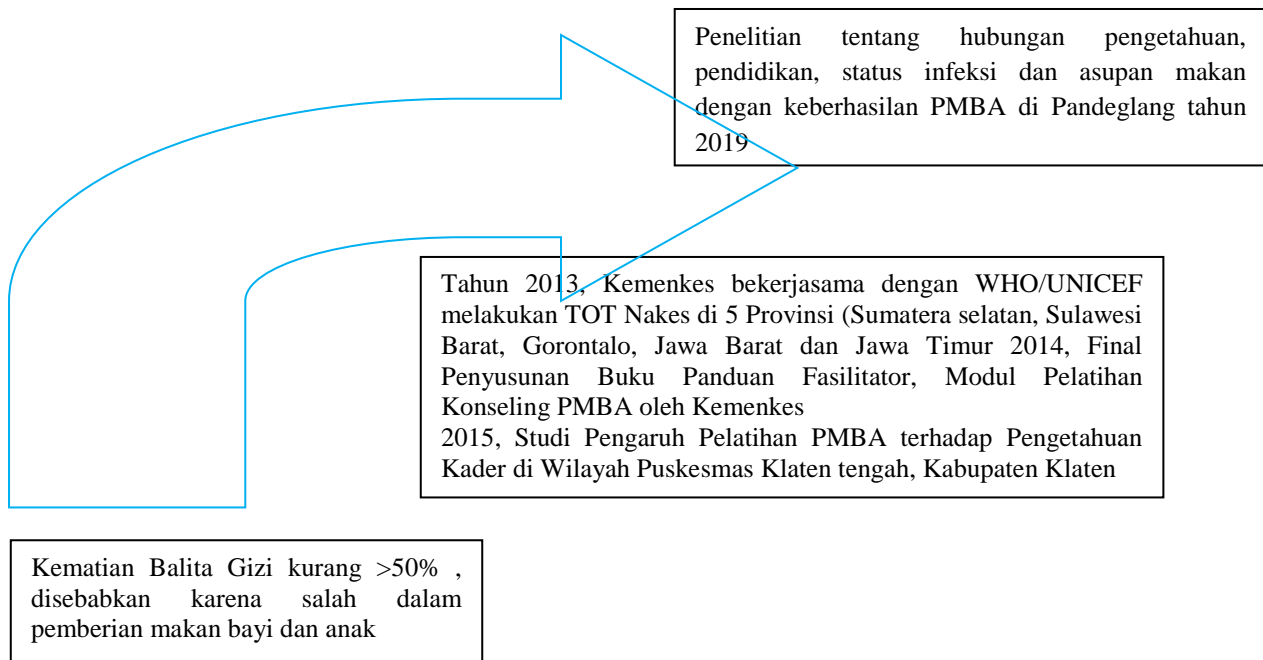 Penelitian tentang hubungan pengetahuan,
pendidikan, status infeksi dan asupan makan
dengan keberhasilan PMBA di Pandeglang tahun
2019
Tahun 2013, Kemenkes bekerjasama dengan WHO/UNICEF
melakukan TOT Nakes di 5 Provinsi (Sumatera selatan, Sulawesi
Barat, Gorontalo, Jawa Barat dan Jawa Timur 2014, Final
Penyusunan Buku Panduan Fasilitator, Modul Pelatihan
Konseling PMBA oleh Kemenkes
2015, Studi Pengaruh Pelatihan PMBA terhadap Pengetahuan
Kader di Wilayah Puskesmas Klaten tengah, Kabupaten Klaten
Kematian Balita Gizi kurang >50% ,
disebabkan karena salah dalam
pemberian makan bayi dan anak